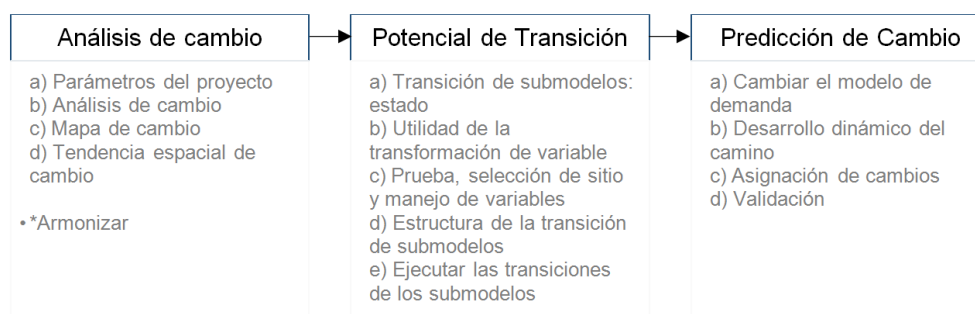 Análisis de cambio
a) Parámetros del proyecto
b) Análisis de cambio
c) Mapa de cambio
d) Tendencia espacial de
cambio
• *Armonizar
Potencial de Transición
a) Transición de submodelos:
estado
b) Utilidad de la
transformación de variable
c) Prueba, selección de sitio
y manejo de variables
d) Estructura de la transición
de submodelos
e) Ejecutar las transiciones
de los submodelos
Predicción de Cambio
a) Cambiar el modelo de
demanda
b) Desarrollo dinámico del
camino
c) Asignación de cambios
d) Validación